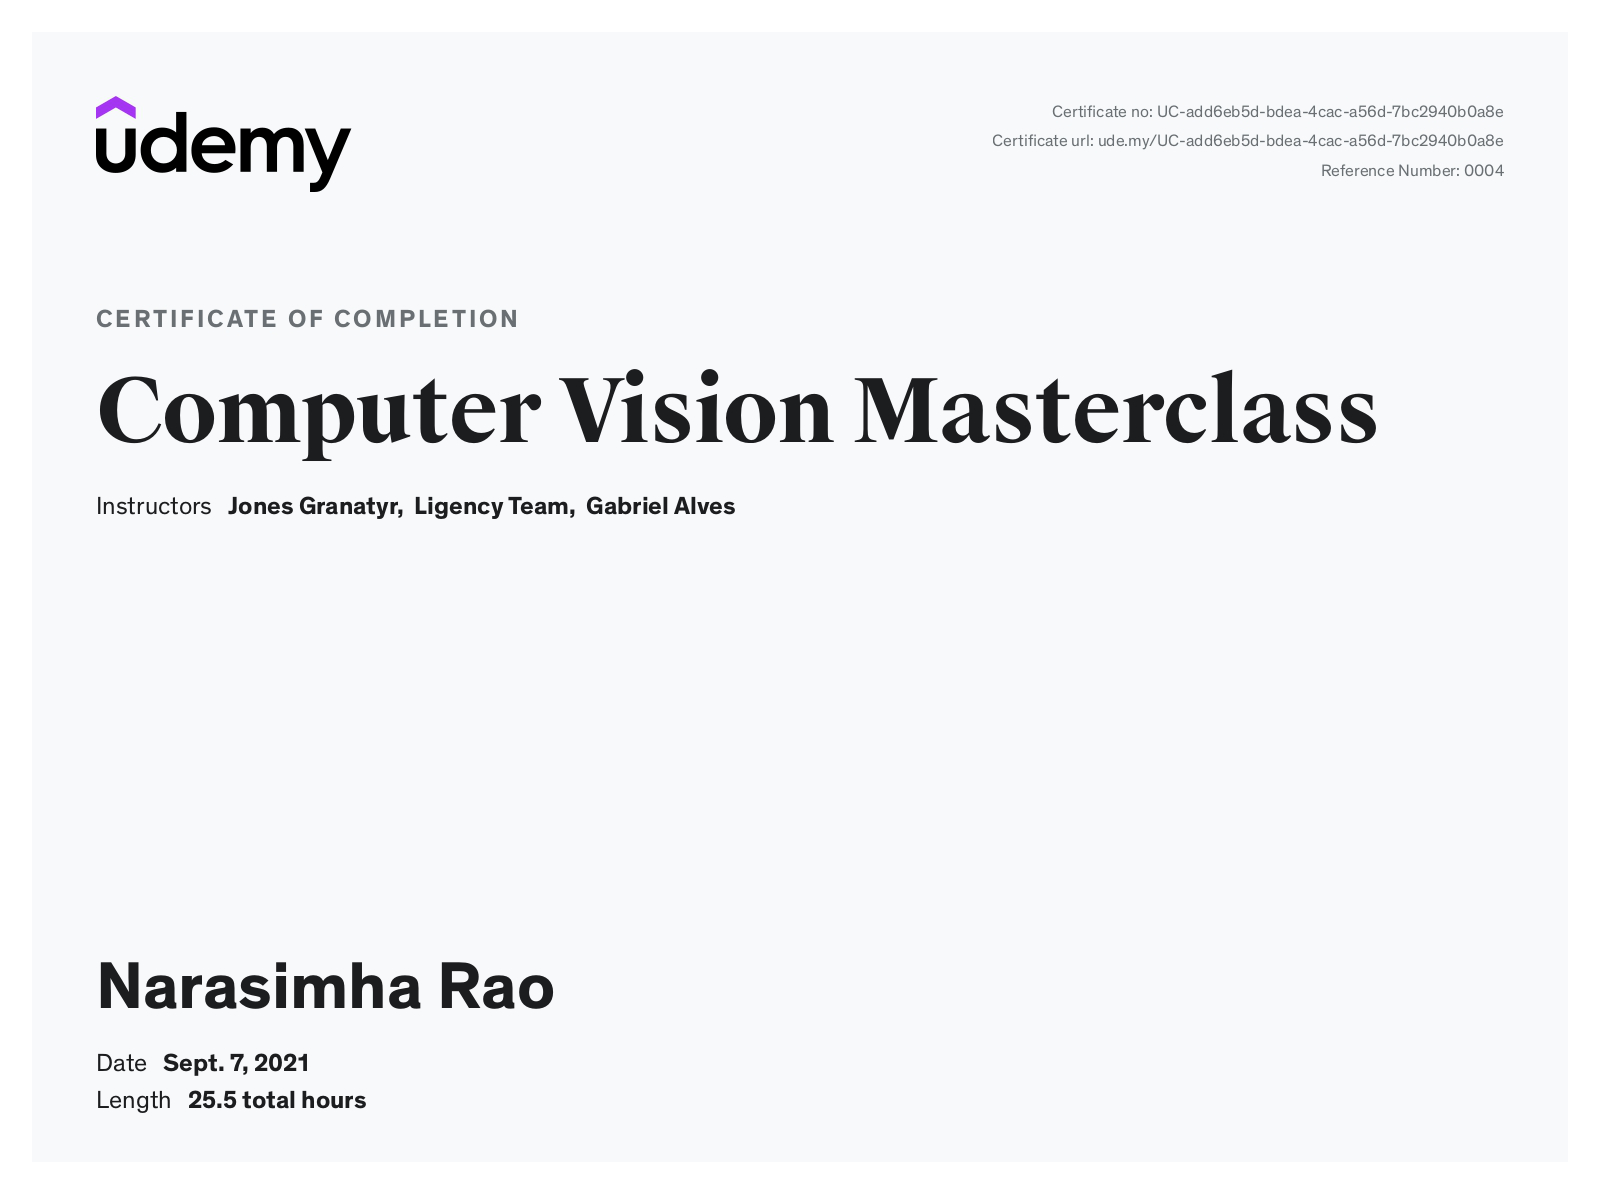 udemy
Certificate no: UC-add6eb5d-bdea-4cac-a56d-7bc2940b0a8e
Certificate url: ude.my/UC-add6eb5d-bdea-4cac-a56d-7bc2940b0a8e
Reference Number: 0004
CERTIFICATE OF COMPLETION
Computer Vision Masterclass
Instructors Jones Granatyr, Ligency Team, Gabriel Alves
Narasimha Rao
Date Sept. 7, 2021
Length 25.5 total hours